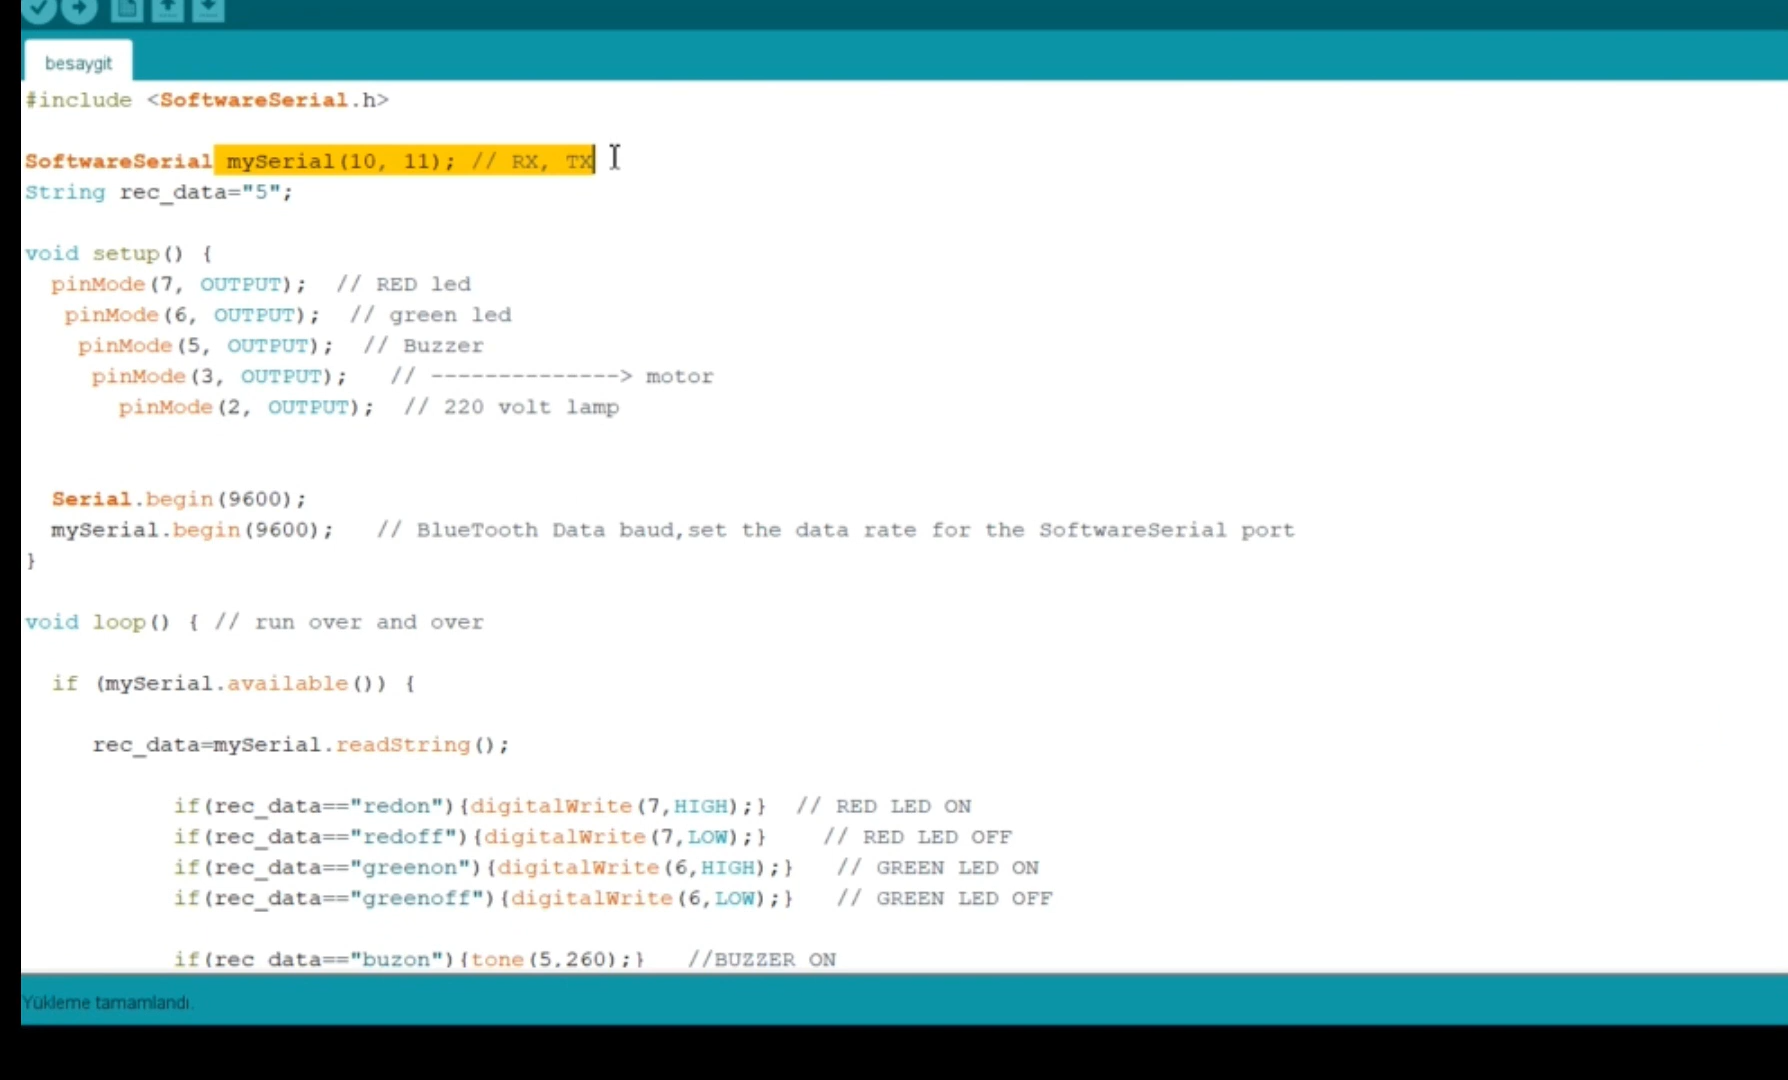 besaygit
#include <SoftwareSerial.h>
SoftwareSerial mySerial(10, 11); // RX, TX
String rec_data="5";
void setup() {
pinMode(7, OUTPUT); // RED led
pinMode(6, OUTPUT); // green led
pinMode(5, OUTPUT); // Buzzer
pinMode(3, OUTPUT); // --------------> motor
pinMode(2, OUTPUT); // 220 volt lamp
Serial.begin(9600);
mySerial.begin(9600); // BlueTooth Data baud,set the data rate for the SoftwareSerial port
}
void loop() { // run over and over
if (mySerial.available()) {
rec_data=mySerial.readString();
if(rec_data=="redon"){digitalWrite(7,HIGH);} // RED LED ON
if(rec_data=="redoff"){digitalWrite(7,LOW);} // RED LED OFF
if(rec_data=="greenon"){digitalWrite(6,HIGH);} // GREEN LED ON
if(rec_data=="greenoff"){digitalWrite(6,LOW);} // GREEN LED OFF
if(rec_data=="buzon"){tone(5,260);} //BUZZER ON
Yükleme tamamlandı.